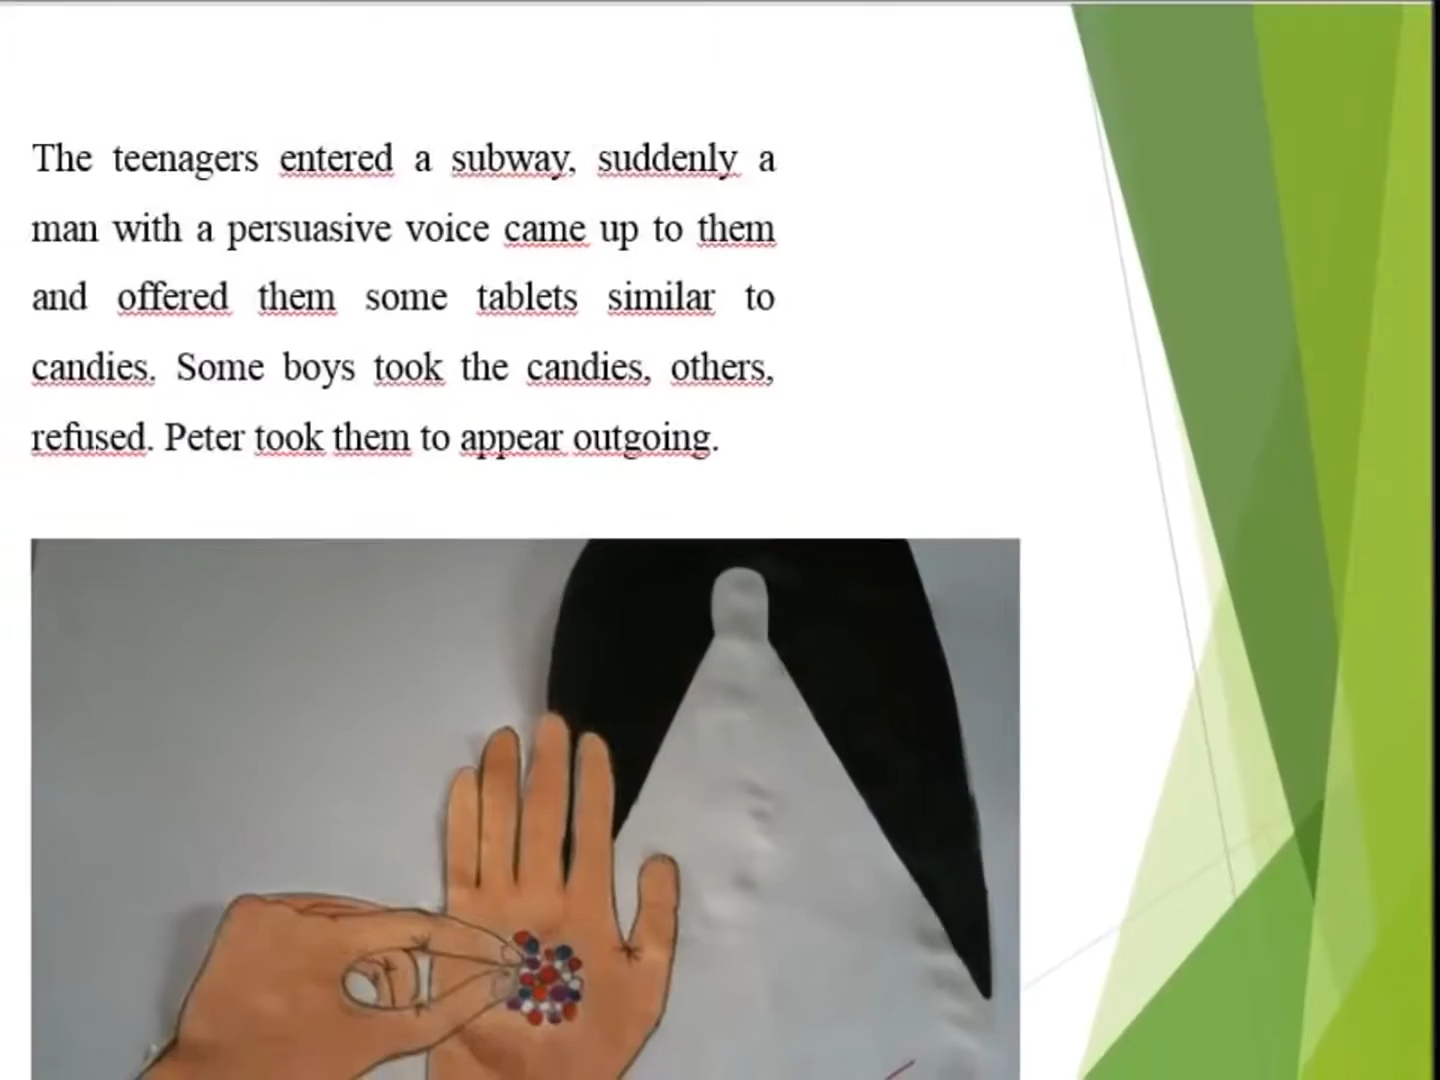 The teenagers entered a subway, suddenly a
man with a persuasive voice came up to them
and offered them some tablets similar to
candies. Some boys took the candies, others,
refused. Peter took them to appear outgoing.